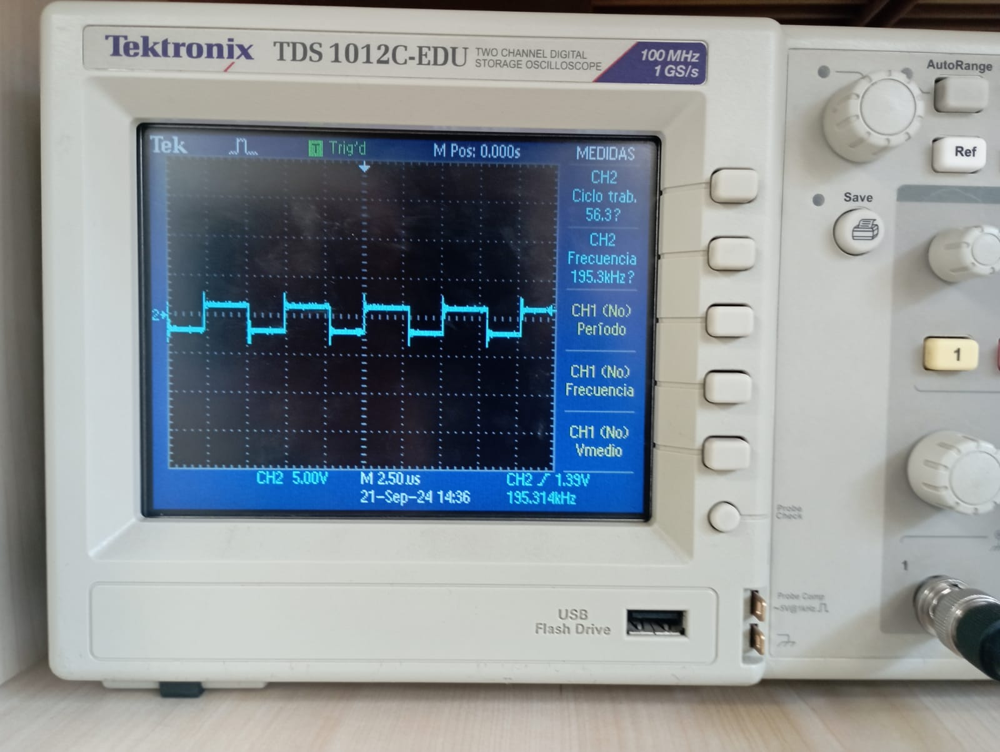 Tektronix TDS 1012C-EDU TWO CHANNEL DIGITAL STORAGE OSCILLOSCOPE
100 MHz
1 GS/s
Tek Trig'd M Pos: 0.000s MEDIDAS
CH2
Ciclo trab.
56.3?
CH2
Frecuencia
195.3kHz?
CH1 (No)
Período
CH1 (No)
Frecuencia
CH1 (No)
Vmedio
2
CH2 5.00V M 2.50us CH2 1.39V
21-Sep-24 14:36 195.314kHz
AutoRange
Ref
Save
1
Probe
Check
1
Probe Comp
~5V@1kHz
USB
Flash Drive